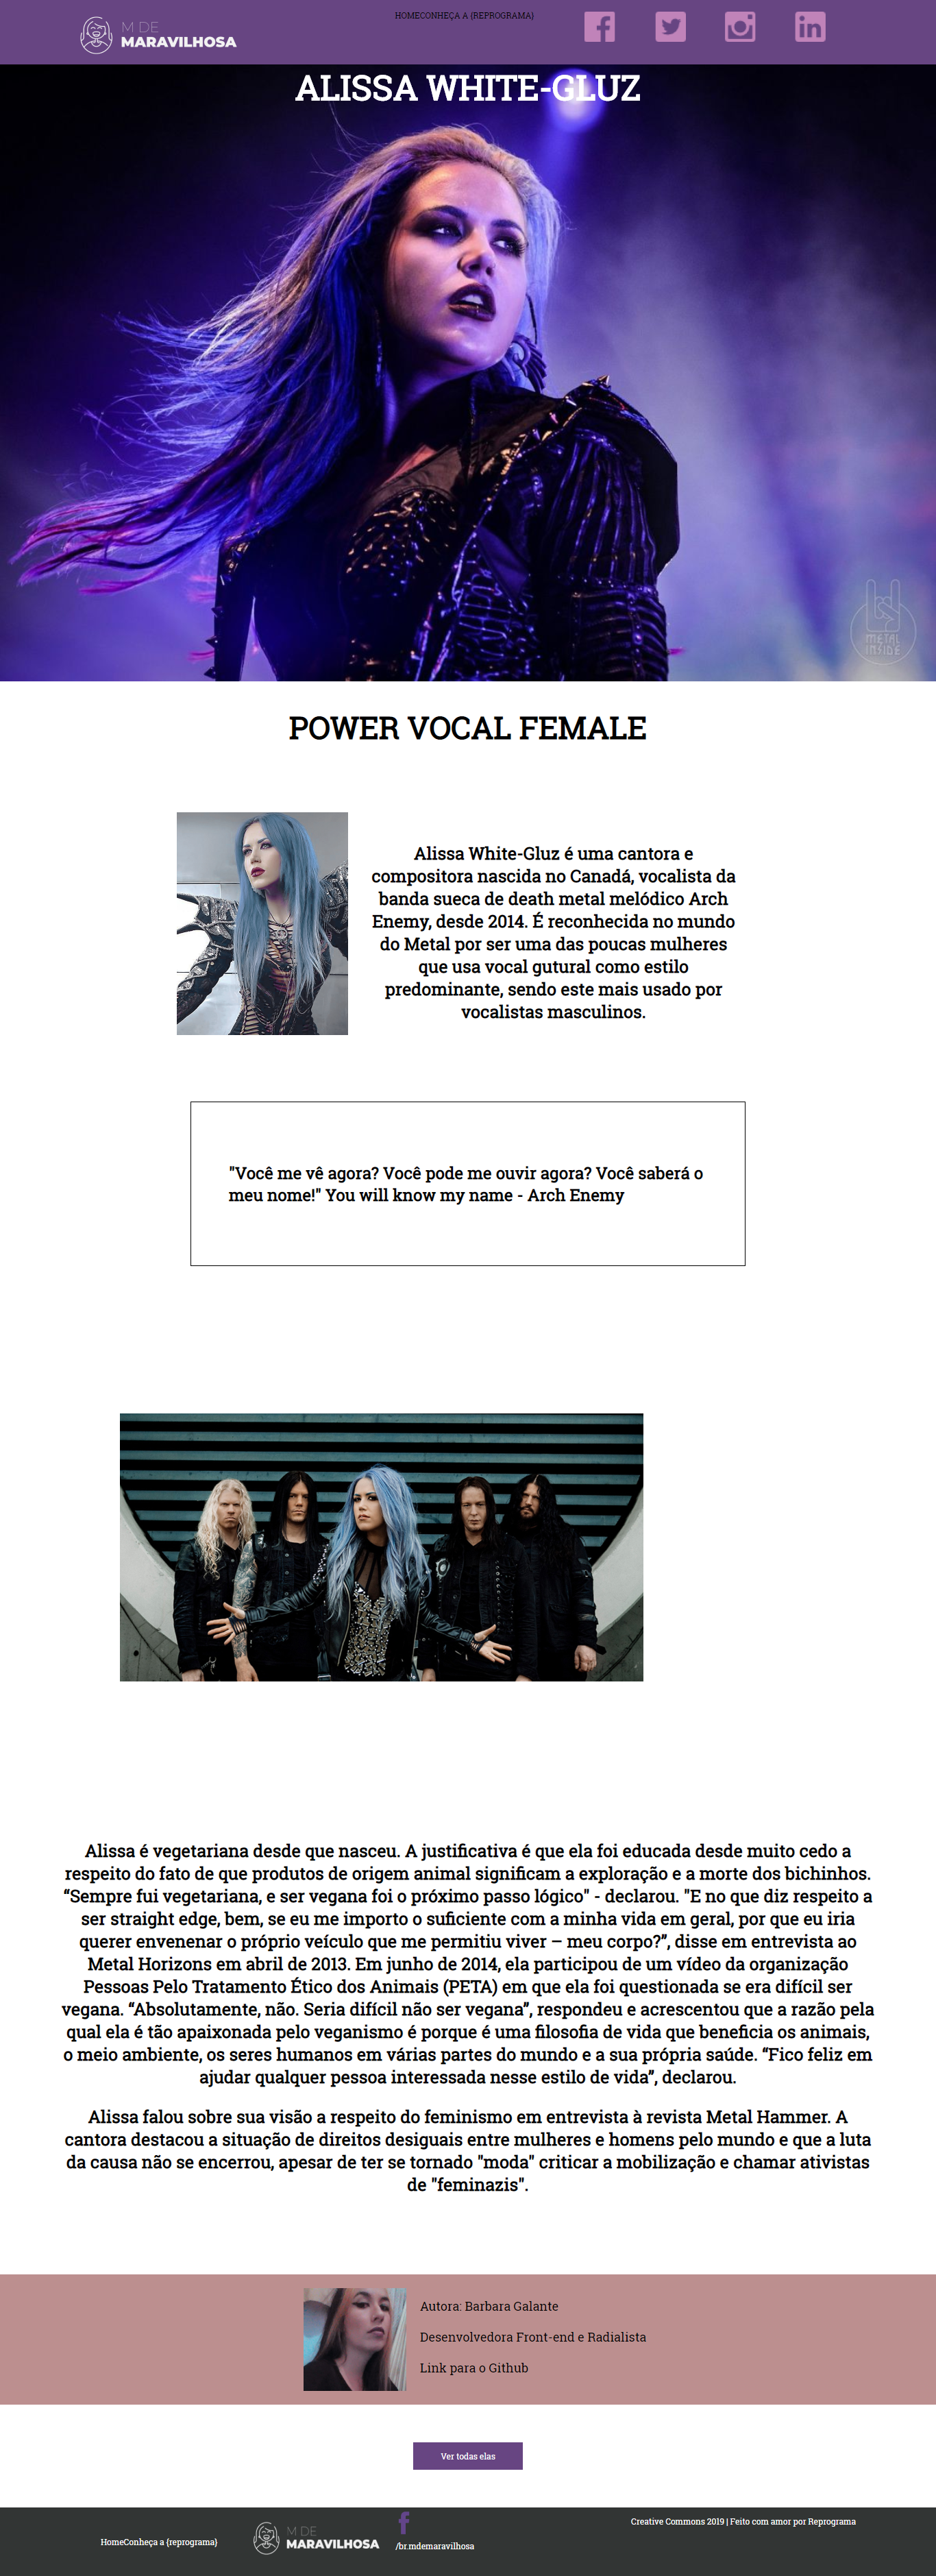 M DE
MARAVILHOSA
HOMECONHEÇA A {REPROGRAMA}
ALISSA WHITE-GLUZ
METAL
INSIDE
POWER VOCAL FEMALE
Alissa White-Gluz é uma cantora e
compositora nascida no Canadá, vocalista da
banda sueca de death metal melódico Arch
Enemy, desde 2014. É reconhecida no mundo
do Metal por ser uma das poucas mulheres
que usa vocal gutural como estilo
predominante, sendo este mais usado por
vocalistas masculinos.
"Você me vê agora? Você pode me ouvir agora? Você saberá o
meu nome!" You will know my name - Arch Enemy
Alissa é vegetariana desde que nasceu. A justificativa é que ela foi educada desde muito cedo a
respeito do fato de que produtos de origem animal significam a exploração e a morte dos bichinhos.
“Sempre fui vegetariana, e ser vegana foi o próximo passo lógico" - declarou. "E no que diz respeito a
ser straight edge, bem, se eu me importo o suficiente com a minha vida em geral, por que eu iria
querer envenenar o próprio veículo que me permitiu viver – meu corpo?”, disse em entrevista ao
Metal Horizons em abril de 2013. Em junho de 2014, ela participou de um vídeo da organização
Pessoas Pelo Tratamento Ético dos Animais (PETA) em que ela foi questionada se era difícil ser
vegana. “Absolutamente, não. Seria difícil não ser vegana”, respondeu e acrescentou que a razão pela
qual ela é tão apaixonada pelo veganismo é porque é uma filosofia de vida que beneficia os animais,
o meio ambiente, os seres humanos em várias partes do mundo e a sua própria saúde. “Fico feliz em
ajudar qualquer pessoa interessada nesse estilo de vida”, declarou.
Alissa falou sobre sua visão a respeito do feminismo em entrevista à revista Metal Hammer. A
cantora destacou a situação de direitos desiguais entre mulheres e homens pelo mundo e que a luta
da causa não se encerrou, apesar de ter se tornado "moda" criticar a mobilização e chamar ativistas
de "feminazis".
Autora: Barbara Galante
Desenvolvedora Front-end e Radialista
Link para o Github
Ver todas elas
HomeConheça a {reprograma}
M DE
MARAVILHOSA
/br.mdemaravilhosa
Creative Commons 2019 | Feito com amor por Reprograma